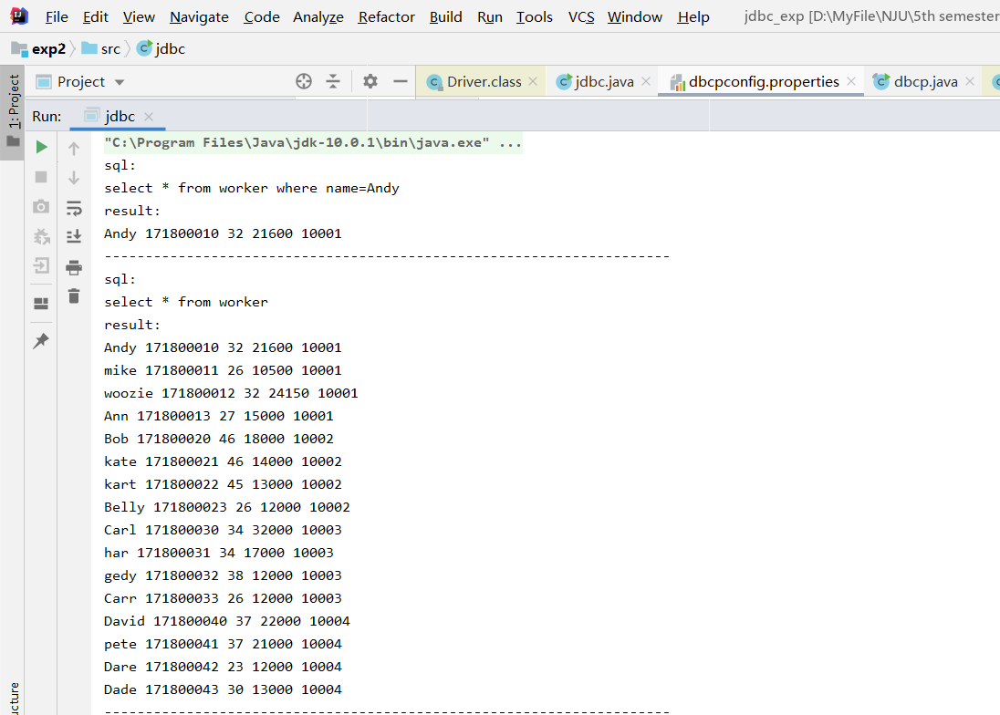 File Edit View Navigate Code Analyze Refactor Build Run Tools VCS Window Help jdbc_exp [D:\MyFile\NJU\5th semester
exp2 src jdbc
1: Project
Project Driver.class jdbc.java dbcpconfig.properties dbcp.java
Run: jdbc
"C:\Program Files\Java\jdk-10.0.1\bin\java.exe" ...
sql:
select * from worker where name=Andy
result:
Andy 171800010 32 21600 10001
---------------------------------------------------------------------
sql:
select * from worker
result:
Andy 171800010 32 21600 10001
mike 171800011 26 10500 10001
woozie 171800012 32 24150 10001
Ann 171800013 27 15000 10001
Bob 171800020 46 18000 10002
kate 171800021 46 14000 10002
kart 171800022 45 13000 10002
Belly 171800023 26 12000 10002
Carl 171800030 34 32000 10003
har 171800031 34 17000 10003
gedy 171800032 38 12000 10003
Carr 171800033 26 12000 10003
David 171800040 37 22000 10004
pete 171800041 37 21000 10004
Dare 171800042 23 12000 10004
Dade 171800043 30 13000 10004
---------------------------------------------------------------------
ucture